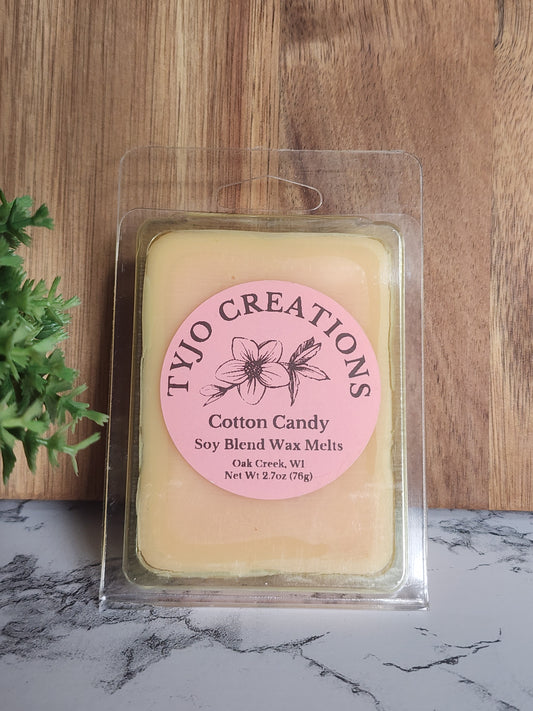 TYJO CREATIONS
Cotton Candy
Soy Blend Wax Melts
Oak Creek, WI
Net Wt 2.7oz (76g)